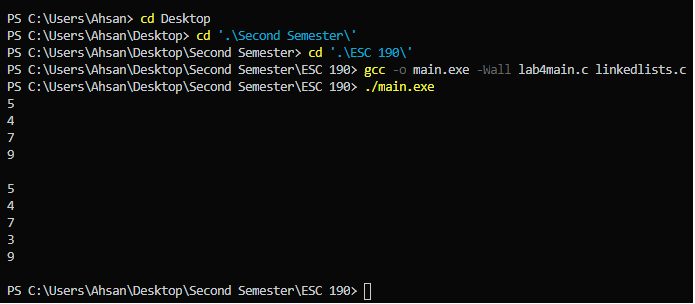 PS C:\Users\Ahsan> cd Desktop
PS C:\Users\Ahsan\Desktop> cd '.\Second Semester\'
PS C:\Users\Ahsan\Desktop\Second Semester> cd '.\ESC 190\'
PS C:\Users\Ahsan\Desktop\Second Semester\ESC 190> gcc -o main.exe -Wall lab4main.c linkedlists.c
PS C:\Users\Ahsan\Desktop\Second Semester\ESC 190> ./main.exe
5
4
7
9
5
4
7
3
9
PS C:\Users\Ahsan\Desktop\Second Semester\ESC 190>